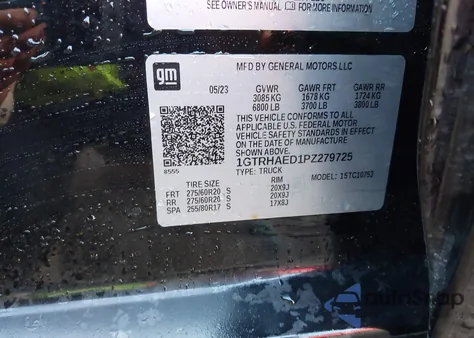 SEE OWNER'S MANUAL FOR MORE INFORMATION
gm
MFD BY GENERAL MOTORS LLC
05/23 GVWR GAWR FRT GAWR RR
3085 KG 1678 KG 1724 KG
6800 LB 3700 LB 3800 LB
THIS VEHICLE CONFORMS TO ALL
APPLICABLE U.S. FEDERAL MOTOR
VEHICLE SAFETY STANDARDS IN EFFECT
ON THE DATE OF MANUFACTURE
SHOWN ABOVE.
1GTRHAED1PZ279725
8555
TYPE: TRUCK MODEL: 1STC10753
TIRE SIZE RIM
FRT 275/60R20 S 20X9J
RR 275/60R20 S 20X9J
SPA 255/80R17 S 17X8J
autosnap